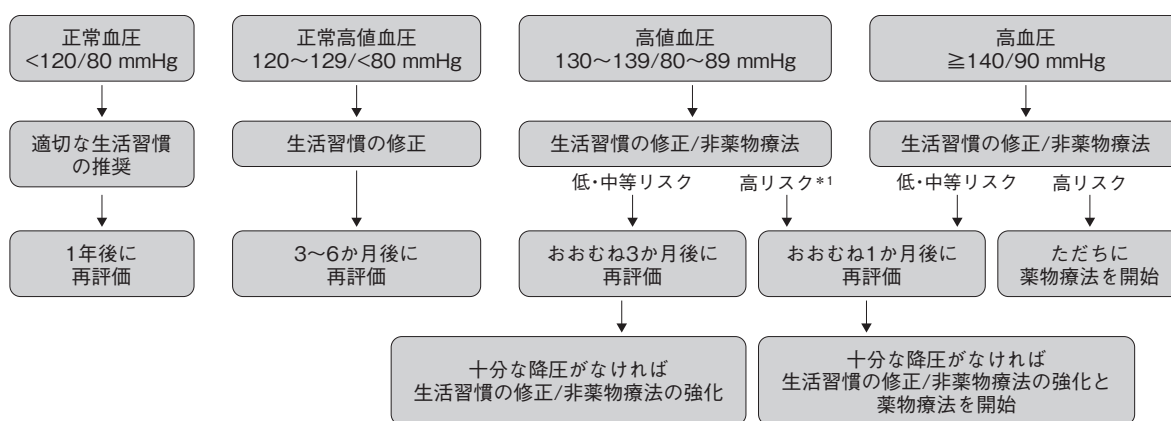 正常血圧
<120/80 mmHg
正常高値血圧
120〜129/<80 mmHg
高値血圧
130〜139/80〜89 mmHg
高血圧
≧140/90 mmHg
適切な生活習慣
の推奨
生活習慣の修正
生活習慣の修正/非薬物療法
生活習慣の修正/非薬物療法
低・中等リスク
高リスク*1
低・中等リスク
高リスク
1年後に
再評価
3〜6か月後に
再評価
おおむね3か月後に
再評価
おおむね1か月後に
再評価
ただちに
薬物療法を開始
十分な降圧がなければ
生活習慣の修正/非薬物療法の強化
十分な降圧がなければ
生活習慣の修正/非薬物療法の強化と
薬物療法を開始